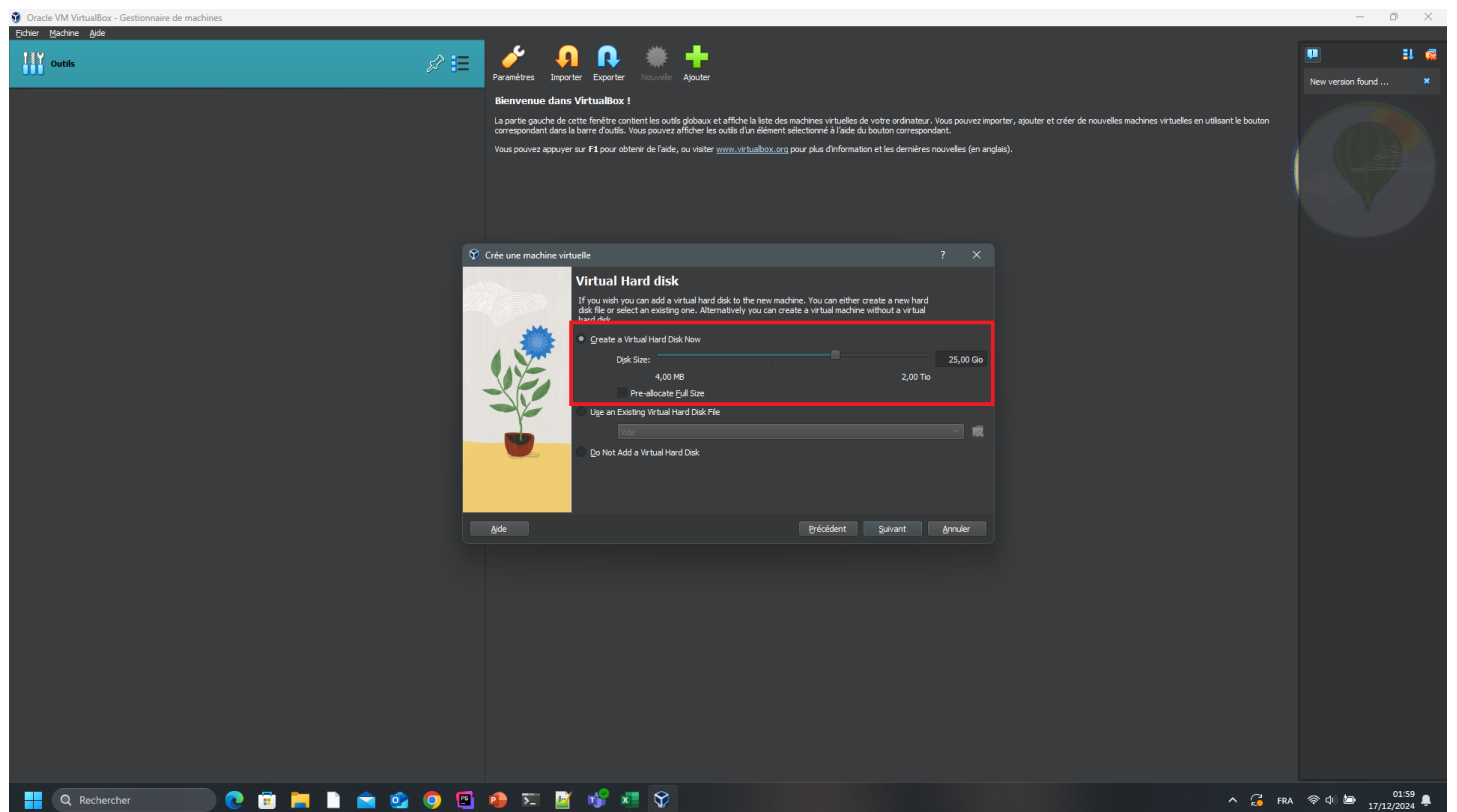 Oracle VM VirtualBox - Gestionnaire de machines
Fichier Machine Aide
Outils
Paramètres Importer Exporter Nouvelle Ajouter
New version found ...
Bienvenue dans VirtualBox !
La partie gauche de cette fenêtre contient les outils globaux et affiche la liste des machines virtuelles de votre ordinateur. Vous pouvez importer, ajouter et créer de nouvelles machines virtuelles en utilisant le bouton
correspondant dans la barre d'outils. Vous pouvez afficher les outils d'un élément sélectionné à l'aide du bouton correspondant.
Vous pouvez appuyer sur F1 pour obtenir de l'aide, ou visiter www.virtualbox.org pour plus d'information et les dernières nouvelles (en anglais).
Crée une machine virtuelle
?
Virtual Hard disk
If you wish you can add a virtual hard disk to the new machine. You can either create a new hard
disk file or select an existing one. Alternatively you can create a virtual machine without a virtual
hard disk.
Create a Virtual Hard Disk Now
Disk Size: 25,00 Gio
4,00 MB 2,00 Tio
Pre-allocate Full Size
Use an Existing Virtual Hard Disk File
Vide
Do Not Add a Virtual Hard Disk
Aide Précédent Suivant Annuler
Rechercher
FRA
01:59
17/12/2024